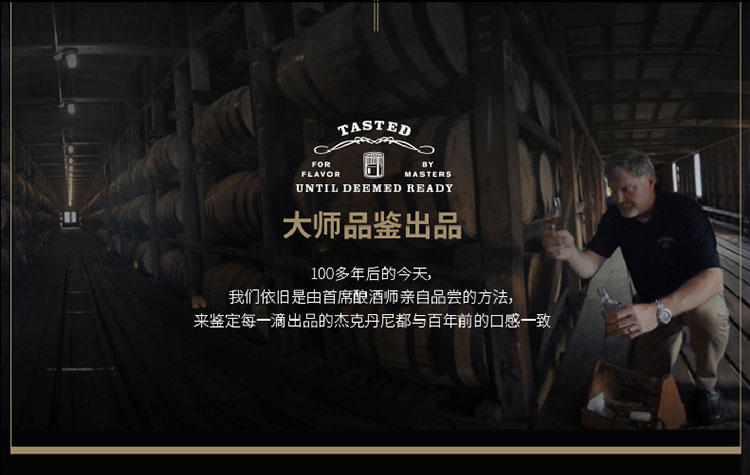 TASTED
FOR FLAVOR
BY MASTERS
UNTIL DEEMED READY
大师品鉴出品
100多年后的今天,
我们依旧是由首席酿酒师亲自品尝的方法,
来鉴定每一滴出品的杰克丹尼都与百年前的口感一致